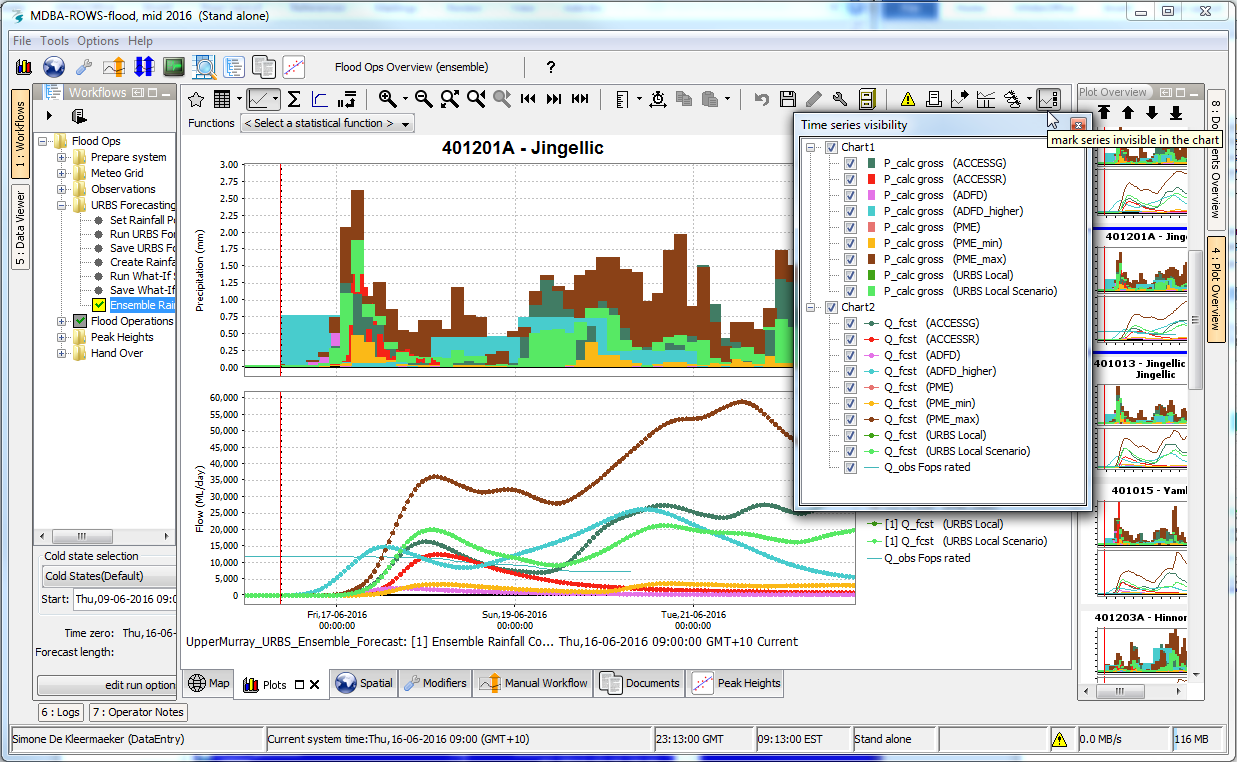 MDBA-ROWS-flood, mid 2016 (Stand alone)
File Tools Options Help
Flood Ops Overview (ensemble)
?
1 : Workflows
5 : Data Viewer
Workflows
Flood Ops
Prepare system
Meteo Grid
Observations
URBS Forecasting
Set Rainfall P
Run URBS For
Save URBS Fo
Create Rainfa
Run What-If S
Save What-If
Ensemble Rain
Flood Operations
Peak Heights
Hand Over
Cold state selection
Cold States(Default)
Start: Thu,09-06-2016 09:0
Time zero: Thu,16-06-
Forecast length:
edit run option
Functions < Select a statistical function >
401201A - Jingellic
Precipitation (mm)
3.00
2.75
2.50
2.25
2.00
1.75
1.50
1.25
1.00
0.75
0.50
0.25
0.00
Flow (ML/day)
60,000
55,000
50,000
45,000
40,000
35,000
30,000
25,000
20,000
15,000
10,000
5,000
0
Fri,17-06-2016 Sun,19-06-2016 Tue,21-06-2016
00:00:00 00:00:00 00:00:00
[1] Q_fcst (URBS Local)
[1] Q_fcst (URBS Local Scenario)
Q_obs Fops rated
UpperMurray_URBS_Ensemble_Forecast: [1] Ensemble Rainfall Co... Thu,16-06-2016 09:00:00 GMT+10 Current
Time series visibility
Chart1
P_calc gross (ACCESSG)
P_calc gross (ACCESSR)
P_calc gross (ADFD)
P_calc gross (ADFD_higher)
P_calc gross (PME)
P_calc gross (PME_min)
P_calc gross (PME_max)
P_calc gross (URBS Local)
P_calc gross (URBS Local Scenario)
Chart2
Q_fcst (ACCESSG)
Q_fcst (ACCESSR)
Q_fcst (ADFD)
Q_fcst (ADFD_higher)
Q_fcst (PME)
Q_fcst (PME_min)
Q_fcst (PME_max)
Q_fcst (URBS Local)
Q_fcst (URBS Local Scenario)
Q_obs Fops rated
mark series invisible in the chart
Plot Overview
401201A - Jinge
401013 - Jingellic
Jingellic
401015 - Yamb
401203A - Hinnom
8 : Do
ents Overview
4 : Plot Overview
Map
Plots
Spatial
Modifiers
Manual Workflow
Documents
Peak Heights
6 : Logs
7 : Operator Notes
Simone De Kleermaeker (DataEntry)
Current system time:Thu,16-06-2016 09:00 (GMT+10)
23:13:00 GMT
09:13:00 EST
Stand alone
0.0 MB/s
116 MB